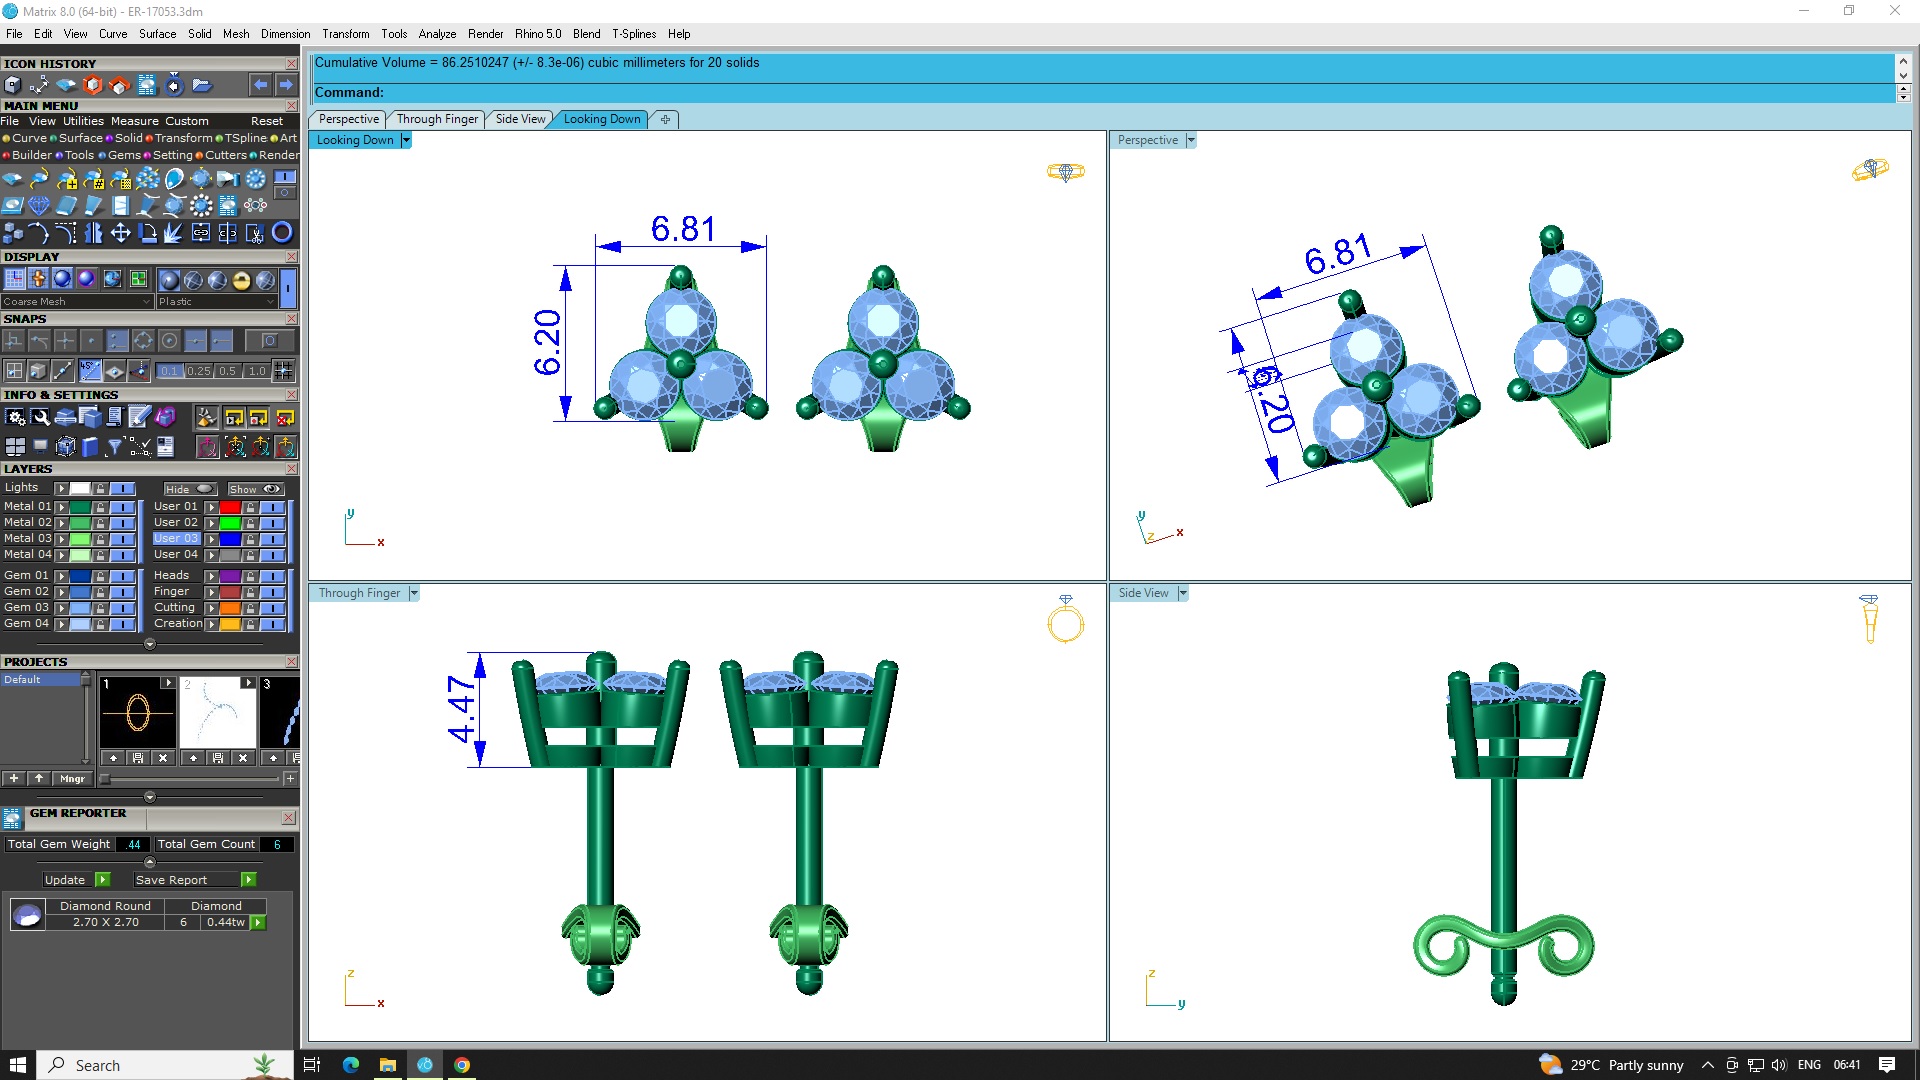 Matrix 8.0 (64-bit) - ER-17053.3dm
File Edit View Curve Surface Solid Mesh Dimension Transform Tools Analyze Render Rhino 5.0 Blend T-Splines Help
ICON HISTORY
Cumulative Volume = 86.2510247 (+/- 8.3e-06) cubic millimeters for 20 solids
Command:
MAIN MENU
File View Utilities Measure Custom Reset
Curve Surface Solid Transform TSpline Art
Builder Tools Gems Setting Cutters Render
Perspective Through Finger Side View Looking Down
Looking Down
6.81
6.20
y
x
Perspective
6.81
6.20
y
z
x
DISPLAY
Coarse Mesh Plastic
SNAPS
45°
0.1 0.25 0.5 1.0
INFO & SETTINGS
LAYERS
Lights Hide Show
Metal 01 User 01
Metal 02 User 02
Metal 03 User 03
Metal 04 User 04
Gem 01 Heads
Gem 02 Finger
Gem 03 Cutting
Gem 04 Creation
Through Finger
4.47
z
x
Side View
z
y
PROJECTS
Default
1 2 3
Mngr
GEM REPORTER
Total Gem Weight .44 Total Gem Count 6
Update Save Report
Diamond Round Diamond
2.70 X 2.70 6 0.44tw
Search
29°C Partly sunny ENG 06:41